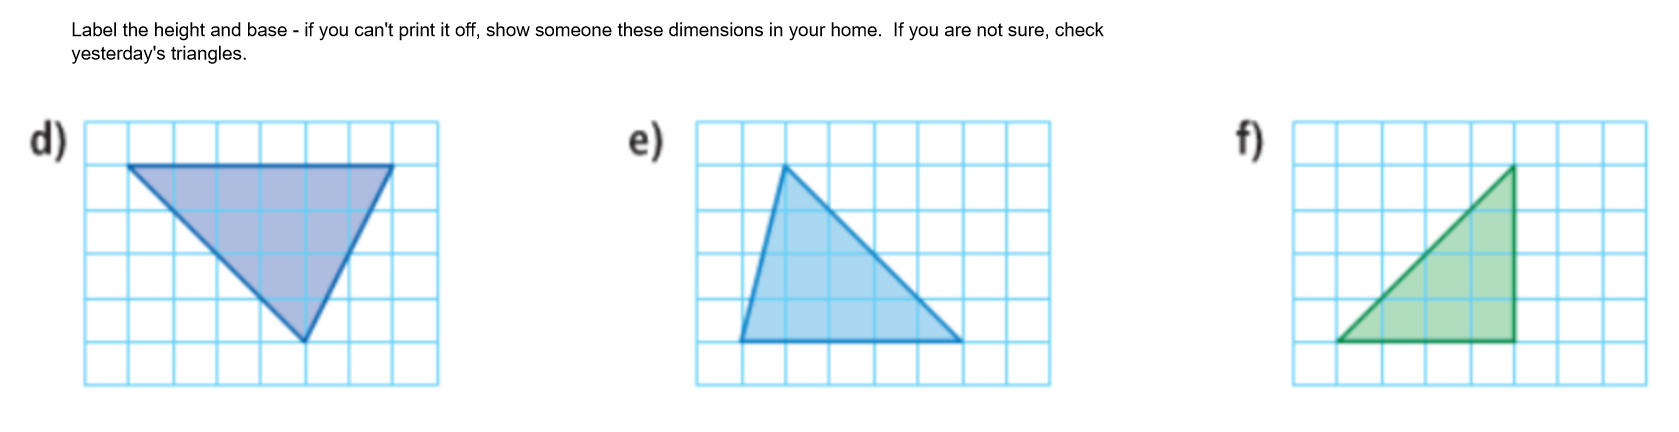 Label the height and base - if you can't print it off, show someone these dimensions in your home.  If you are not sure, check
yesterday's triangles.
d)
e)
f)